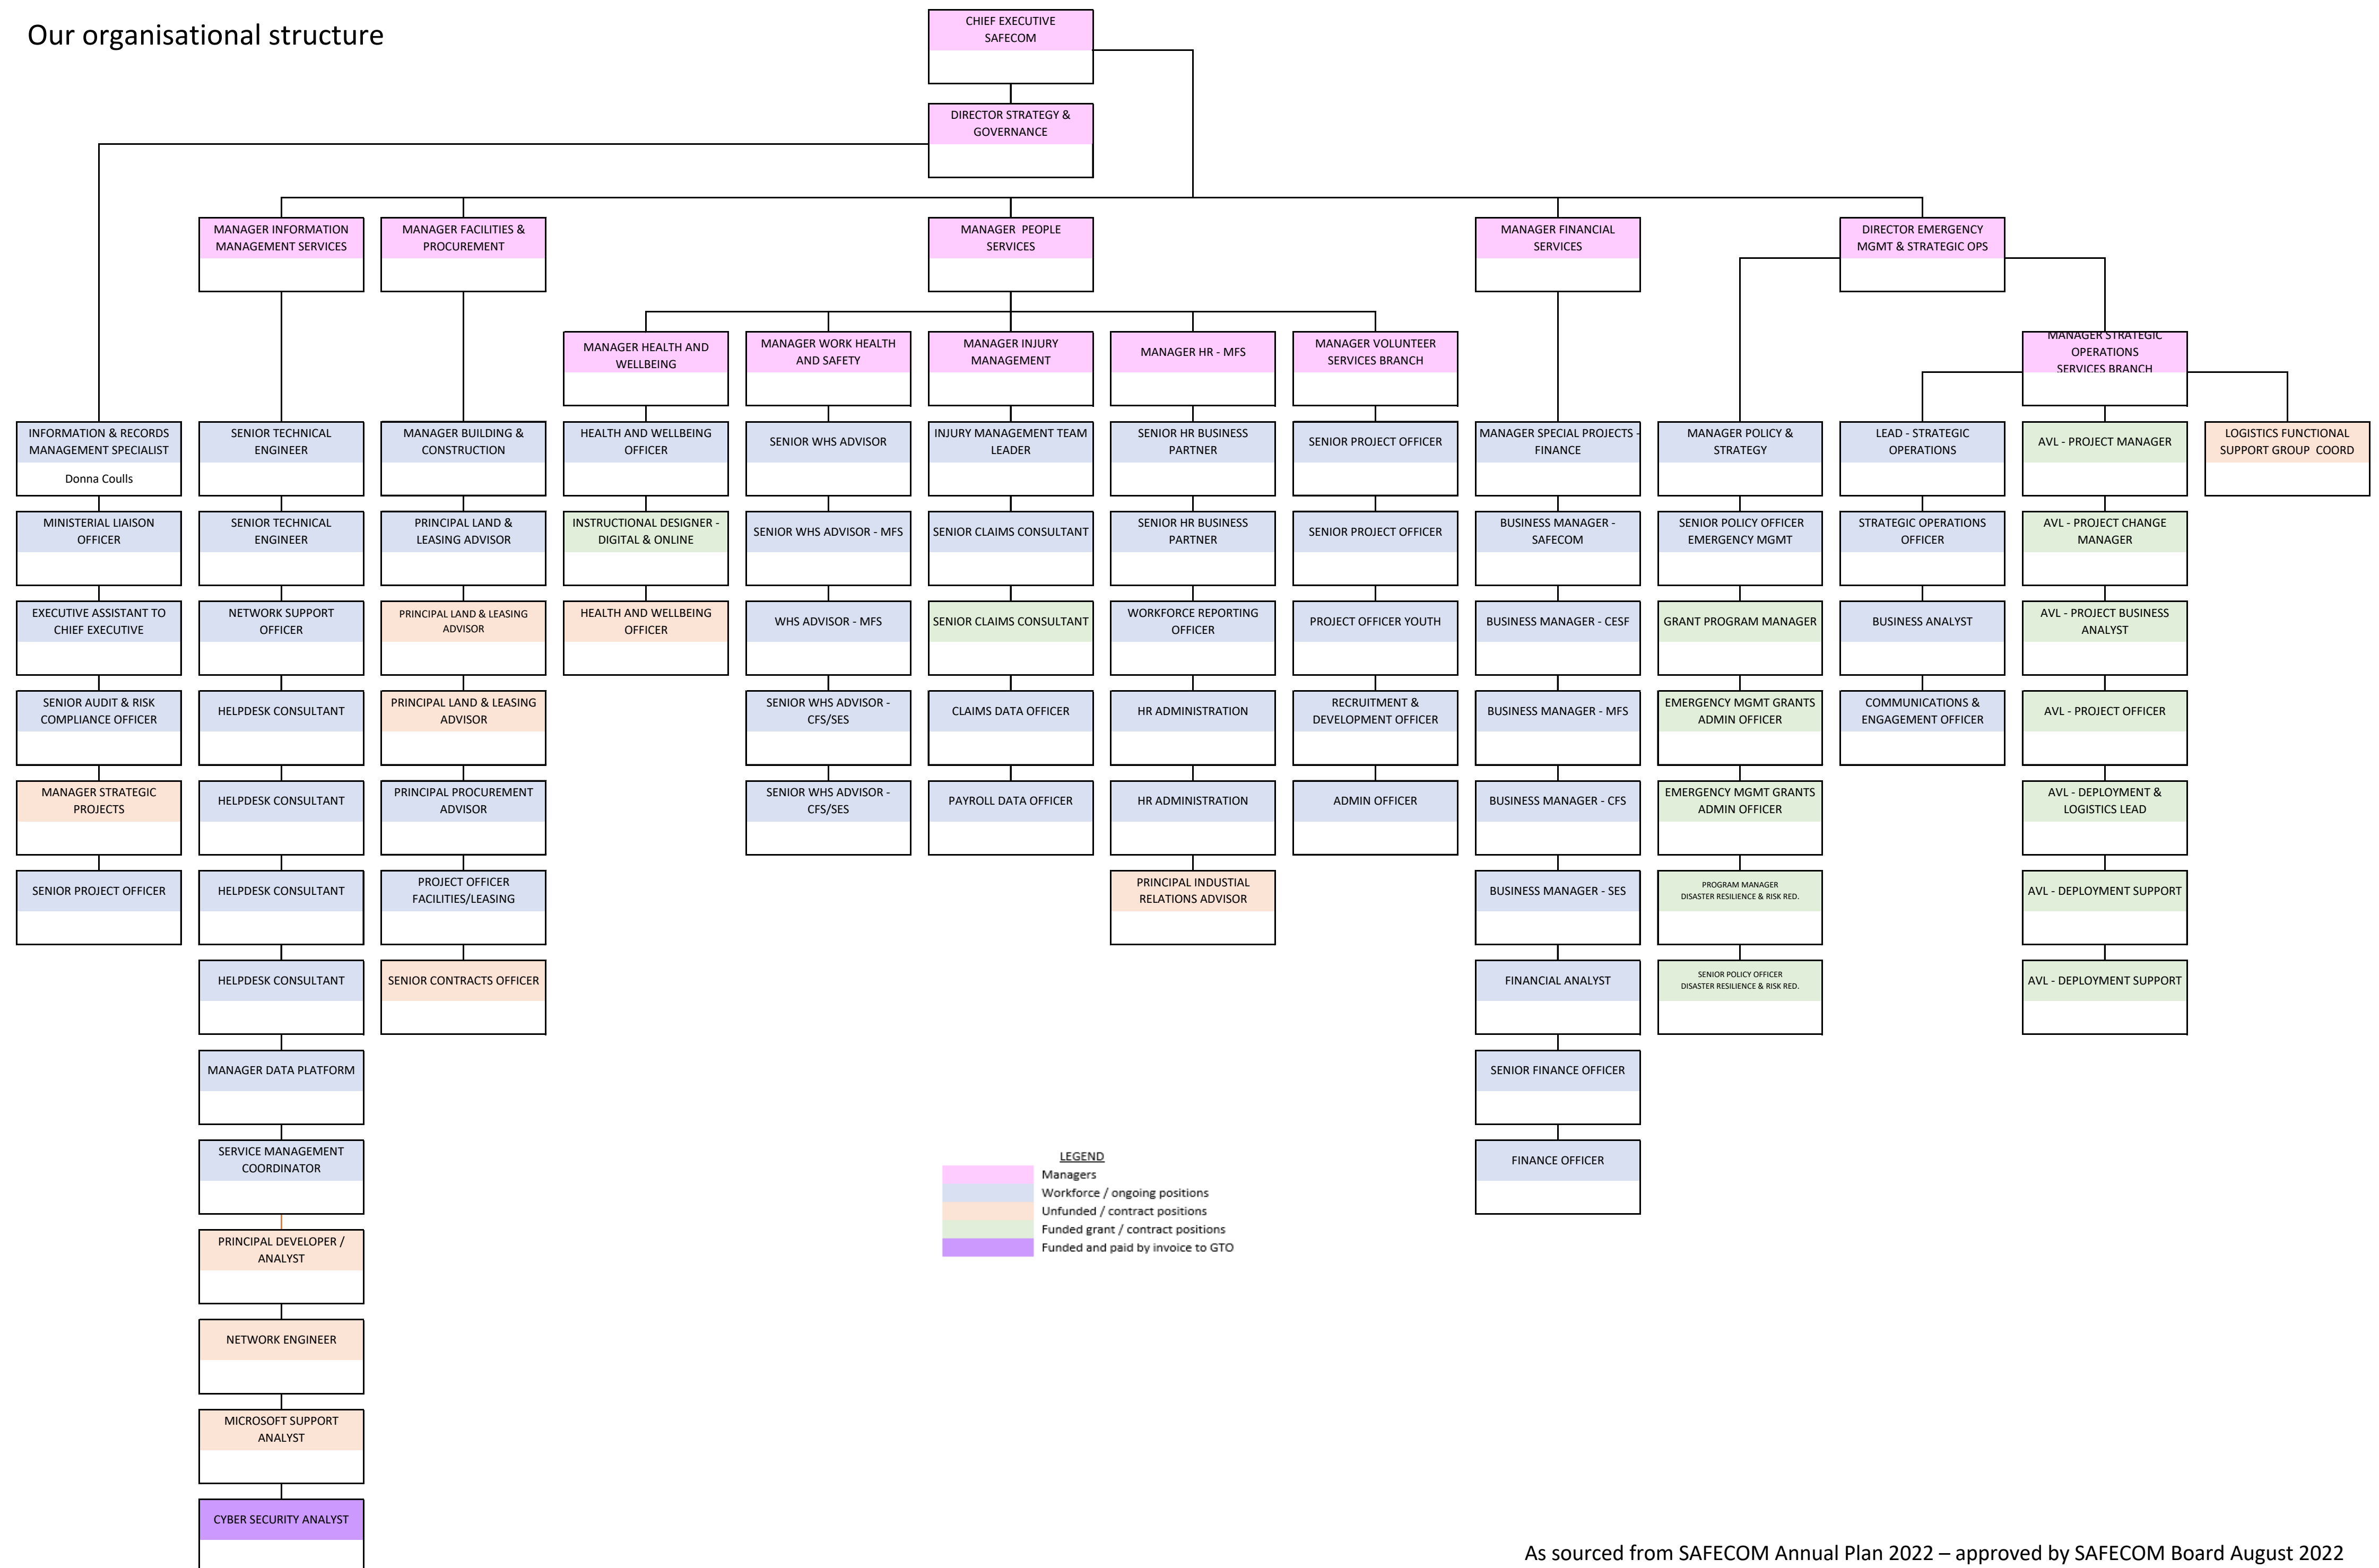 Our organisational structure
CHIEF EXECUTIVE
SAFECOM
DIRECTOR STRATEGY &
GOVERNANCE
MANAGER INFORMATION
MANAGEMENT SERVICES
MANAGER FACILITIES &
PROCUREMENT
MANAGER  PEOPLE
SERVICES
MANAGER FINANCIAL
SERVICES
DIRECTOR EMERGENCY
MGMT & STRATEGIC OPS
MANAGER HEALTH AND
WELLBEING
MANAGER WORK HEALTH
AND SAFETY
MANAGER INJURY
MANAGEMENT
MANAGER HR - MFS
MANAGER VOLUNTEER
SERVICES BRANCH
MANAGER STRATEGIC
OPERATIONS
SERVICES BRANCH
INFORMATION & RECORDS
MANAGEMENT SPECIALIST
Donna Coulls
MINISTERIAL LIAISON
OFFICER
EXECUTIVE ASSISTANT TO
CHIEF EXECUTIVE
SENIOR AUDIT & RISK
COMPLIANCE OFFICER
MANAGER STRATEGIC
PROJECTS
SENIOR PROJECT OFFICER
SENIOR TECHNICAL
ENGINEER
SENIOR TECHNICAL
ENGINEER
NETWORK SUPPORT
OFFICER
HELPDESK CONSULTANT
HELPDESK CONSULTANT
HELPDESK CONSULTANT
HELPDESK CONSULTANT
MANAGER DATA PLATFORM
SERVICE MANAGEMENT
COORDINATOR
PRINCIPAL DEVELOPER /
ANALYST
NETWORK ENGINEER
MICROSOFT SUPPORT
ANALYST
CYBER SECURITY ANALYST
MANAGER BUILDING &
CONSTRUCTION
PRINCIPAL LAND &
LEASING ADVISOR
PRINCIPAL LAND & LEASING
ADVISOR
PRINCIPAL LAND & LEASING
ADVISOR
PRINCIPAL PROCUREMENT
ADVISOR
PROJECT OFFICER
FACILITIES/LEASING
SENIOR CONTRACTS OFFICER
HEALTH AND WELLBEING
OFFICER
INSTRUCTIONAL DESIGNER -
DIGITAL & ONLINE
HEALTH AND WELLBEING
OFFICER
SENIOR WHS ADVISOR
SENIOR WHS ADVISOR - MFS
WHS ADVISOR - MFS
SENIOR WHS ADVISOR -
CFS/SES
SENIOR WHS ADVISOR -
CFS/SES
INJURY MANAGEMENT TEAM
LEADER
SENIOR CLAIMS CONSULTANT
SENIOR CLAIMS CONSULTANT
CLAIMS DATA OFFICER
PAYROLL DATA OFFICER
SENIOR HR BUSINESS
PARTNER
SENIOR HR BUSINESS
PARTNER
WORKFORCE REPORTING
OFFICER
HR ADMINISTRATION
HR ADMINISTRATION
PRINCIPAL INDUSTIAL
RELATIONS ADVISOR
SENIOR PROJECT OFFICER
SENIOR PROJECT OFFICER
PROJECT OFFICER YOUTH
RECRUITMENT &
DEVELOPMENT OFFICER
ADMIN OFFICER
MANAGER SPECIAL PROJECTS -
FINANCE
BUSINESS MANAGER -
SAFECOM
BUSINESS MANAGER - CESF
BUSINESS MANAGER - MFS
BUSINESS MANAGER - CFS
BUSINESS MANAGER - SES
FINANCIAL ANALYST
SENIOR FINANCE OFFICER
FINANCE OFFICER
MANAGER POLICY &
STRATEGY
SENIOR POLICY OFFICER
EMERGENCY MGMT
GRANT PROGRAM MANAGER
EMERGENCY MGMT GRANTS
ADMIN OFFICER
EMERGENCY MGMT GRANTS
ADMIN OFFICER
PROGRAM MANAGER
DISASTER RESILIENCE & RISK RED.
SENIOR POLICY OFFICER
DISASTER RESILIENCE & RISK RED.
LEAD - STRATEGIC
OPERATIONS
STRATEGIC OPERATIONS
OFFICER
BUSINESS ANALYST
COMMUNICATIONS &
ENGAGEMENT OFFICER
AVL - PROJECT MANAGER
AVL - PROJECT CHANGE
MANAGER
AVL - PROJECT BUSINESS
ANALYST
AVL - PROJECT OFFICER
AVL - DEPLOYMENT &
LOGISTICS LEAD
AVL - DEPLOYMENT SUPPORT
AVL - DEPLOYMENT SUPPORT
LOGISTICS FUNCTIONAL
SUPPORT GROUP  COORD
LEGEND
Managers
Workforce / ongoing positions
Unfunded / contract positions
Funded grant / contract positions
Funded and paid by invoice to GTO
As sourced from SAFECOM Annual Plan 2022 – approved by SAFECOM Board August 2022